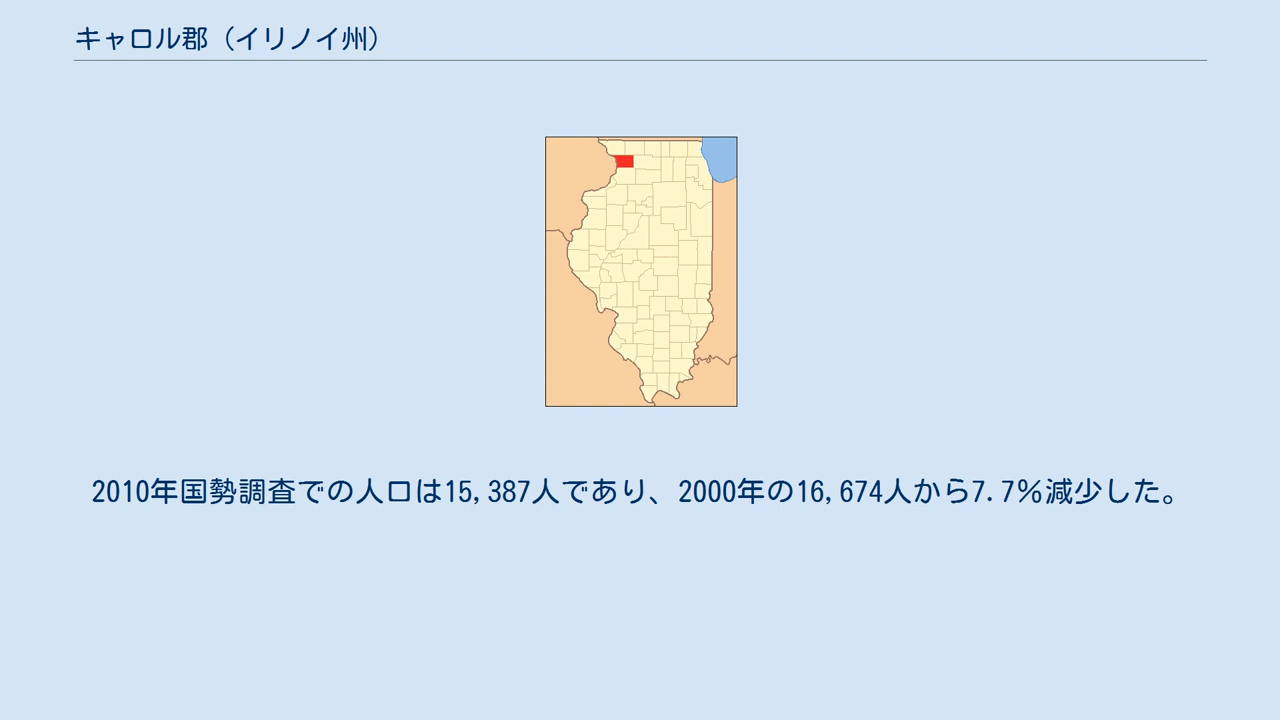 キャロル郡（イリノイ州）
2010年国勢調査での人口は15,387人であり、2000年の16,674人から7.7％減少した。